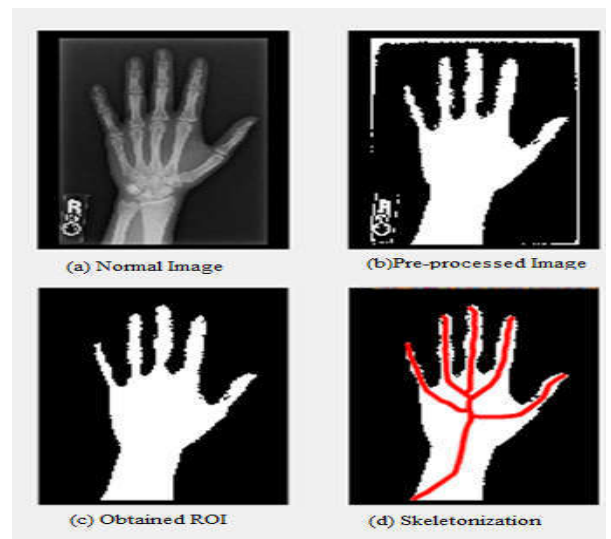 R
(a) Normal Image
R
(b)Pre-processed Image
(c) Obtained ROI
(d) Skeletonization